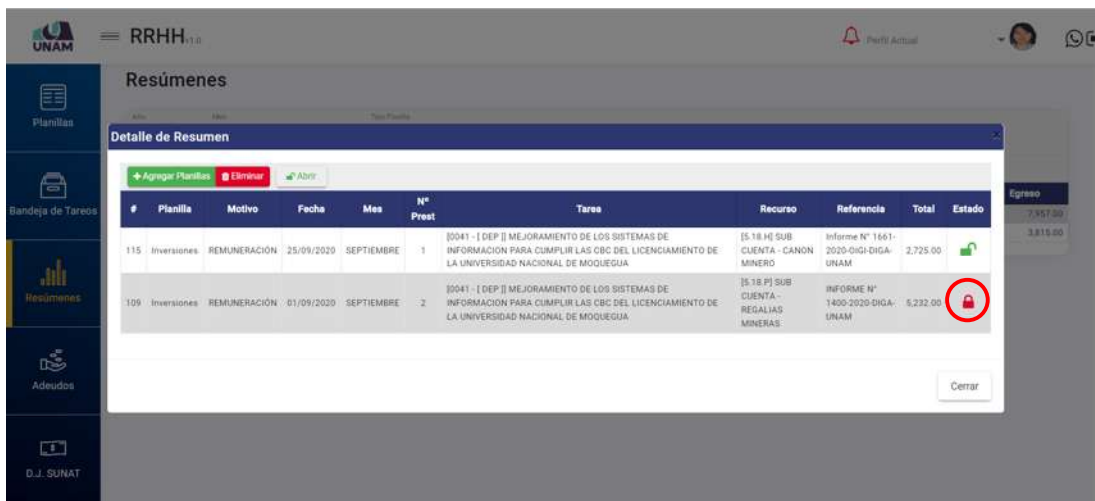 UNAM
RRHH v1.0
Perfil Actual
Planillas
Bandeja de Tareos
Resúmenes
Adeudos
D.J. SUNAT
Resúmenes
Año Mes Tipo Planilla
Egreso
7,957.00
3,815.00
Detalle de Resumen
Agregar Planillas Eliminar Abrir
# Planilla Motivo Fecha Mes N° Prest Tarea Recurso Referencia Total Estado
115 Inversiones REMUNERACIÓN 25/09/2020 SEPTIEMBRE 1
[0041 - [ DEP ]] MEJORAMIENTO DE LOS SISTEMAS DE
INFORMACION PARA CUMPLIR LAS CBC DEL LICENCIAMIENTO DE
LA UNIVERSIDAD NACIONAL DE MOQUEGUA
[5.18.H] SUB
CUENTA - CANON
MINERO
Informe N° 1661-
2020-OIGI-DIGA-
UNAM
2,725.00
109 Inversiones REMUNERACIÓN 01/09/2020 SEPTIEMBRE 2
[0041 - [ DEP ]] MEJORAMIENTO DE LOS SISTEMAS DE
INFORMACION PARA CUMPLIR LAS CBC DEL LICENCIAMIENTO DE
LA UNIVERSIDAD NACIONAL DE MOQUEGUA
[5.18.P] SUB
CUENTA -
REGALIAS
MINERAS
INFORME N°
1400-2020-DIGA-
UNAM
5,232.00
Cerrar